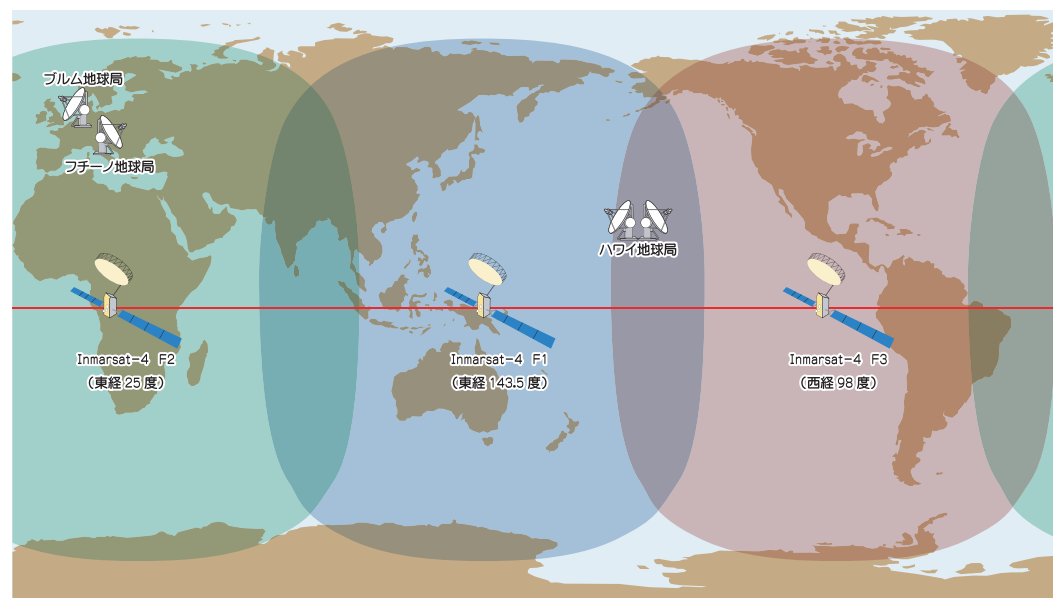 ブルム地球局
フチーノ地球局
ハワイ地球局
Inmarsat-4 F2
（東経 25 度）
Inmarsat-4 F1
（東経 143.5 度）
Inmarsat-4 F3
（西経 98 度）